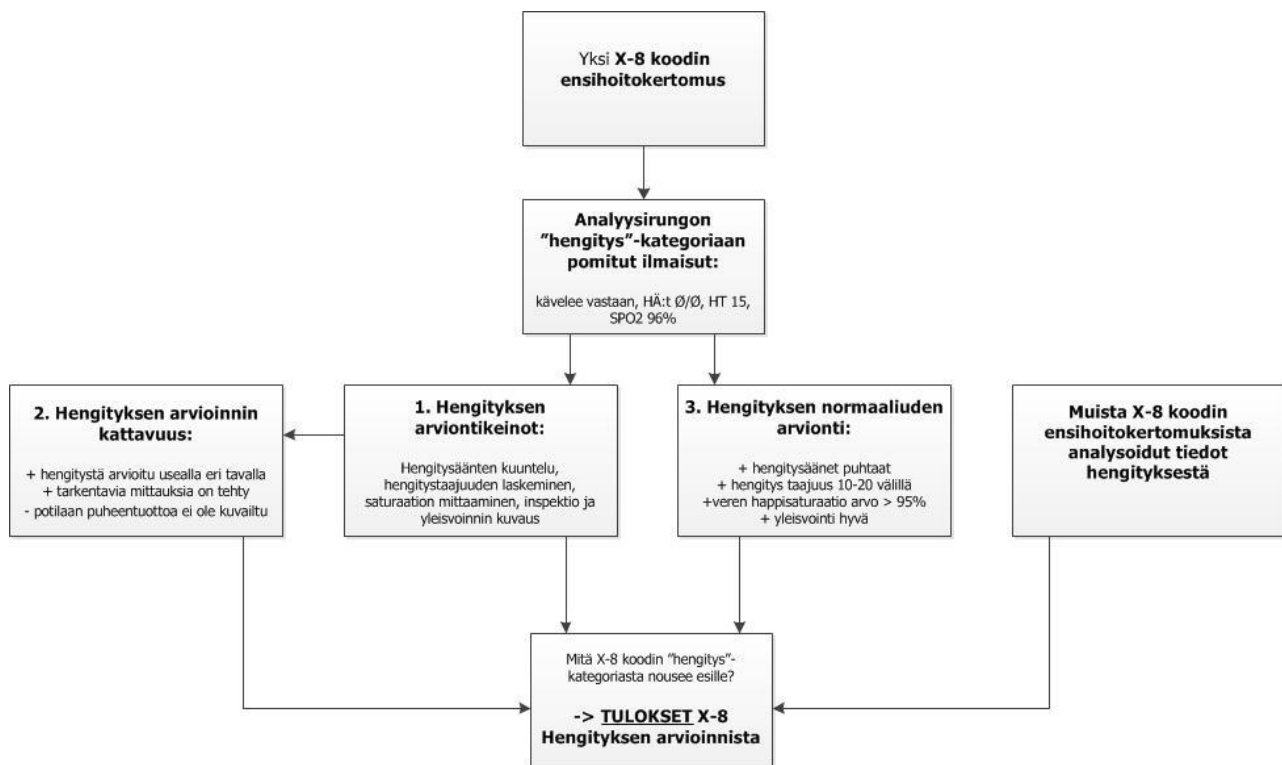 Yksi X-8 koodin
ensihoitokertomus
Analyysirungon
”hengitys”-kategoriaan
pomitut ilmaisut:
kävelee vastaan, HÄ:t Ø/Ø, HT 15,
SPO2 96%
2. Hengityksen arvioinnin
kattavuus:
+ hengitystä arvioitu usealla eri tavalla
+ tarkentavia mittauksia on tehty
- potilaan puheentuottoa ei ole kuvailtu
1. Hengityksen
arviontikeinot:
Hengitysäänten kuuntelu,
hengitystaajuuden laskeminen,
saturaation mittaaminen, inspektio ja
yleisvoinnin kuvaus
3. Hengityksen normaaliuden
arvionti:
+ hengitysäänet puhtaat
+ hengitys taajuus 10-20 välillä
+veren happisaturaatio arvo > 95%
+ yleisvointi hyvä
Muista X-8 koodin
ensihoitokertomuksista
analysoidut tiedot
hengityksestä
Mitä X-8 koodin ”hengitys”-
kategoriasta nousee esille?
-> TULOKSET X-8
Hengityksen arvioinnista